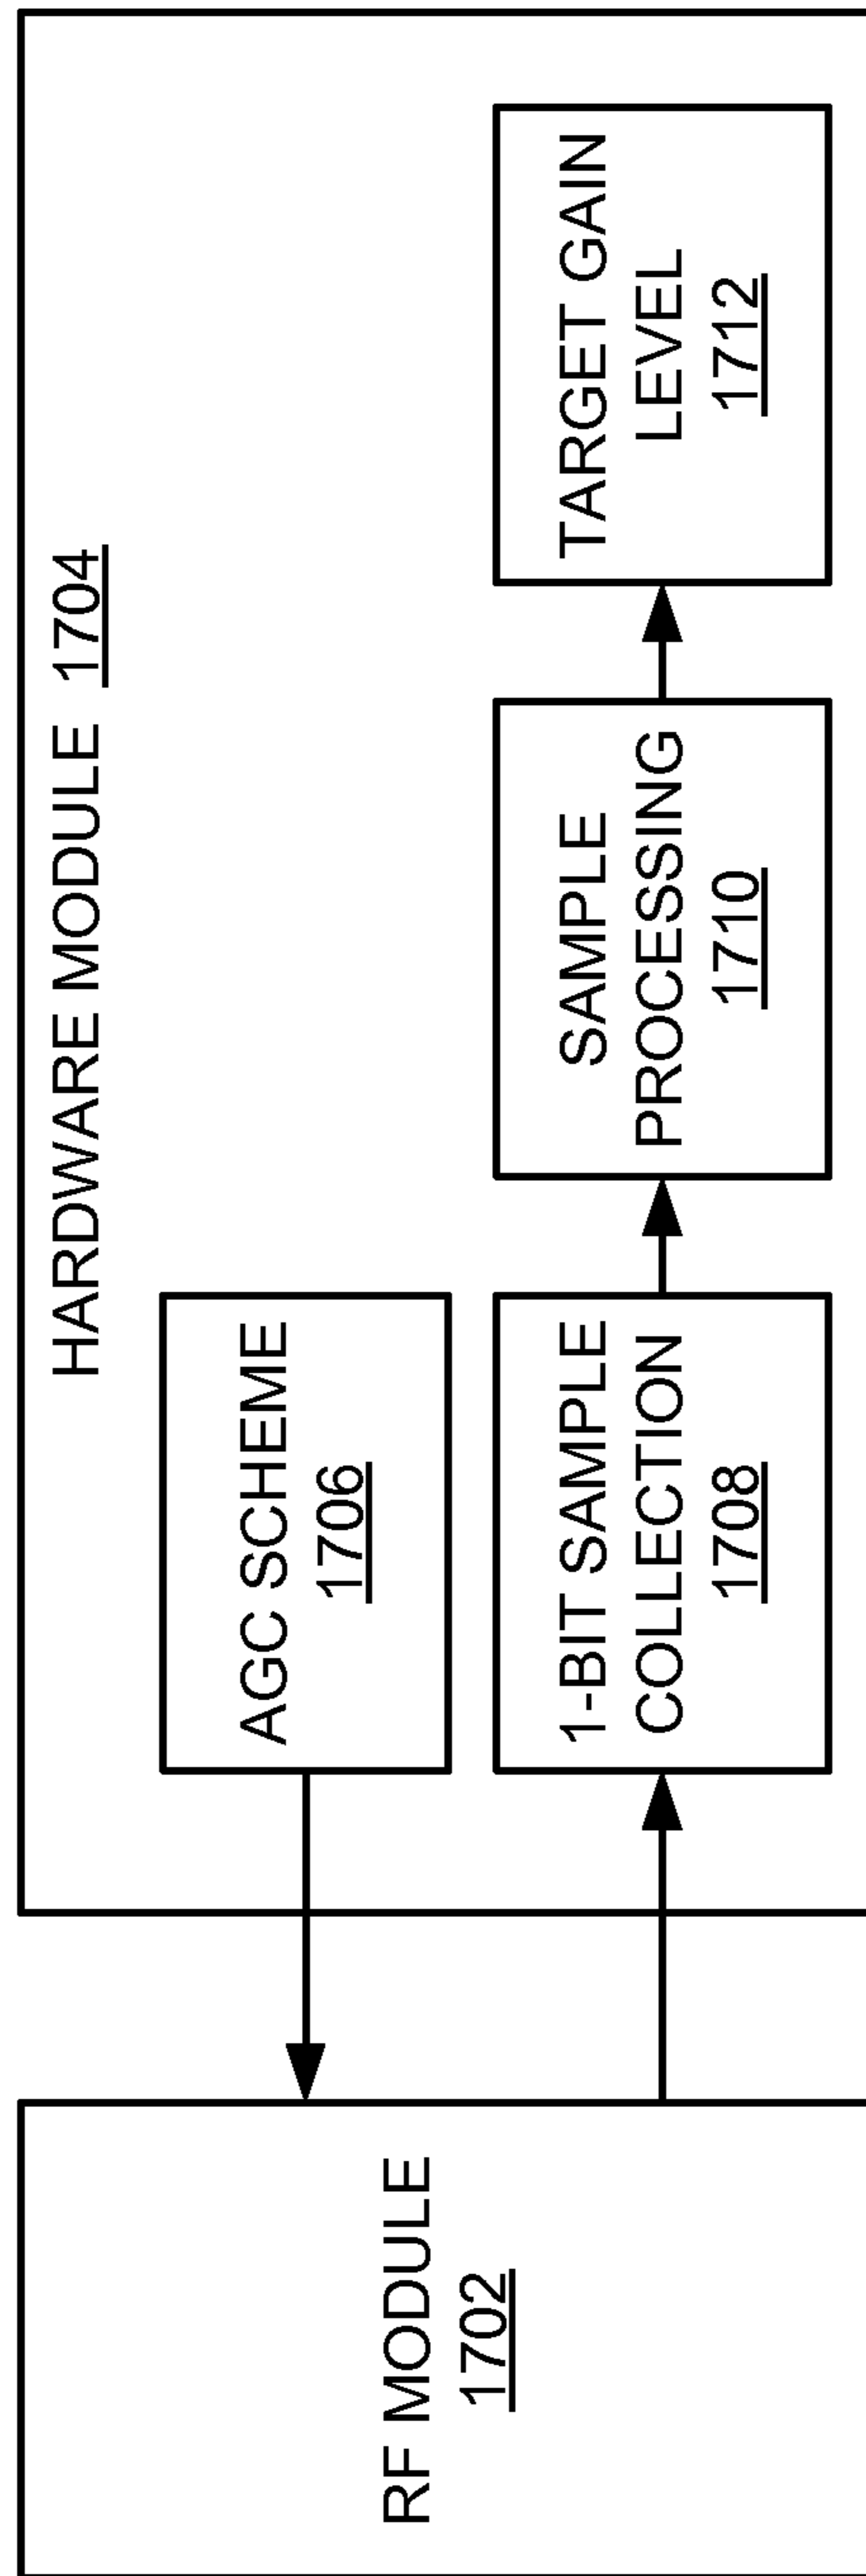 HARDWARE MODULE 1704
RF MODULE
1702
AGC SCHEME
1706
1-BIT SAMPLE
COLLECTION
1708
SAMPLE
PROCESSING
1710
TARGET GAIN
LEVEL
1712